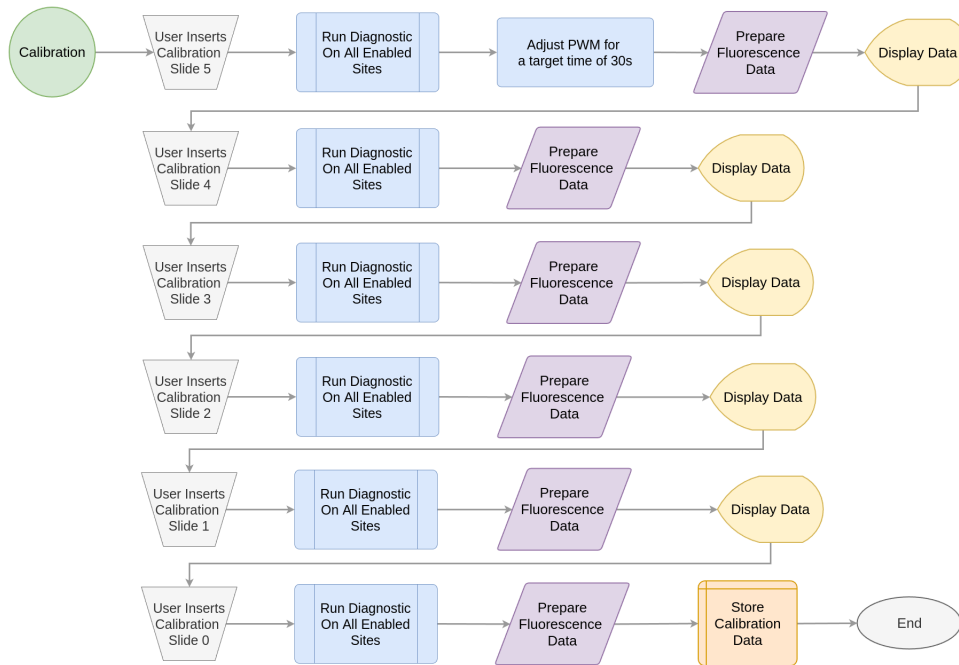 Calibration
User Inserts
Calibration
Slide 5
Run Diagnostic
On All Enabled
Sites
Adjust PWM for
a target time of 30s
Prepare
Fluorescence
Data
Display Data
User Inserts
Calibration
Slide 4
Run Diagnostic
On All Enabled
Sites
Prepare
Fluorescence
Data
Display Data
User Inserts
Calibration
Slide 3
Run Diagnostic
On All Enabled
Sites
Prepare
Fluorescence
Data
Display Data
User Inserts
Calibration
Slide 2
Run Diagnostic
On All Enabled
Sites
Prepare
Fluorescence
Data
Display Data
User Inserts
Calibration
Slide 1
Run Diagnostic
On All Enabled
Sites
Prepare
Fluorescence
Data
Display Data
User Inserts
Calibration
Slide 0
Run Diagnostic
On All Enabled
Sites
Prepare
Fluorescence
Data
Store
Calibration
Data
End